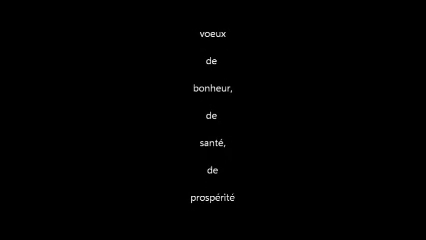 voeux
de
bonheur,
de
santé,
de
prospérité